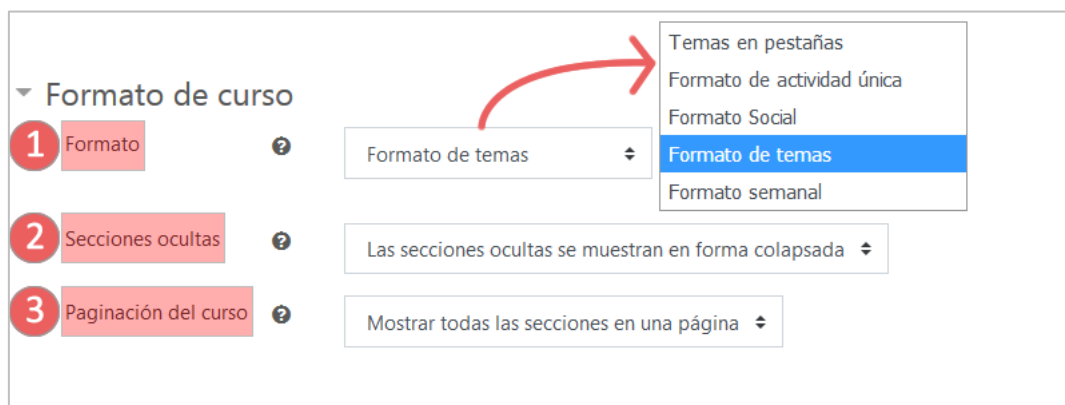 Formato de curso
1 Formato
Formato de temas
Temas en pestañas
Formato de actividad única
Formato Social
Formato de temas
Formato semanal
2 Secciones ocultas
Las secciones ocultas se muestran en forma colapsada
3 Paginación del curso
Mostrar todas las secciones en una página